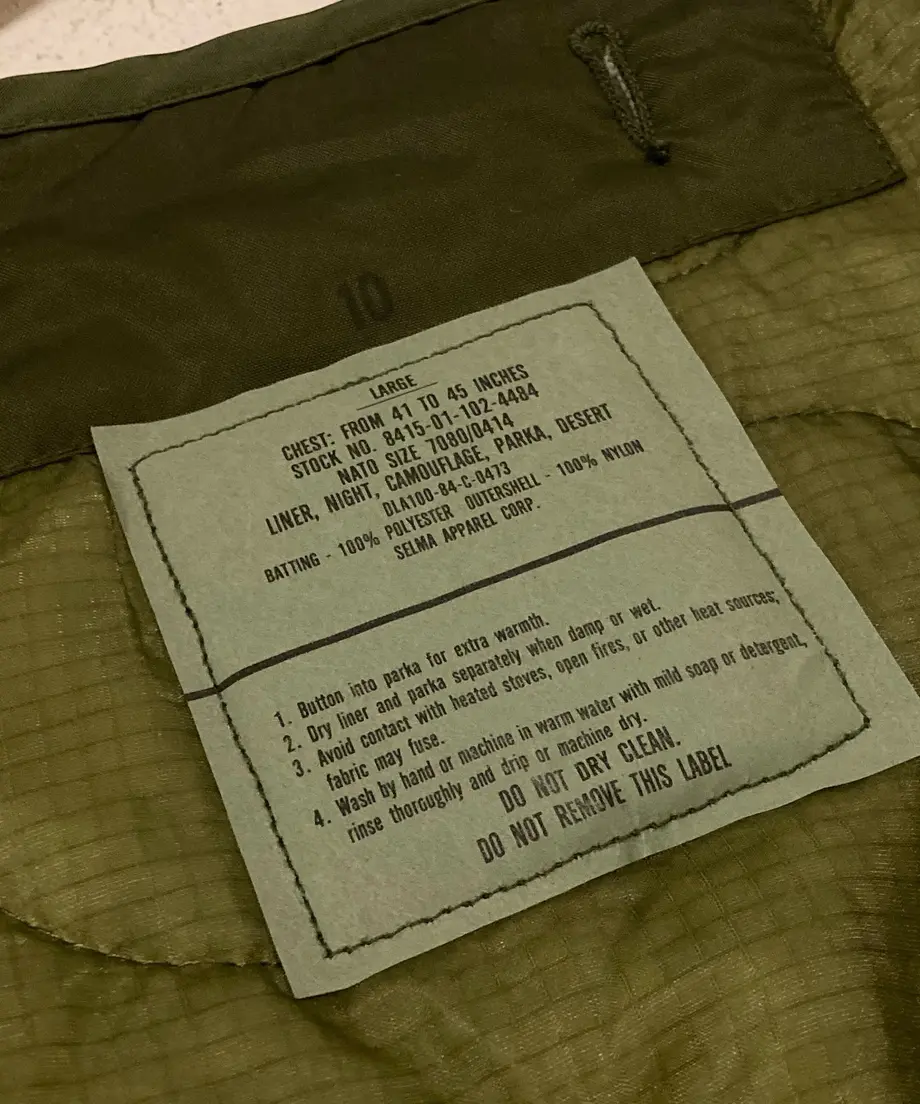 10
LARGE
CHEST: FROM 41 TO 45 INCHES
STOCK NO. 8415-01-102-4484
NATO SIZE 7080/0414
LINER, NIGHT, CAMOUFLAGE, PARKA, DESERT
DLA100-84-C-0473
BATTING - 100% POLYESTER OUTERSHELL - 100% NYLON
SELMA APPAREL CORP.
1. Button into parka for extra warmth.
2. Dry liner and parka separately when damp or wet.
3. Avoid contact with heated stoves, open fires, or other heat sources;
fabric may fuse.
4. Wash by hand or machine in warm water with mild soap or detergent,
rinse thoroughly and drip or machine dry.
DO NOT DRY CLEAN.
DO NOT REMOVE THIS LABEL